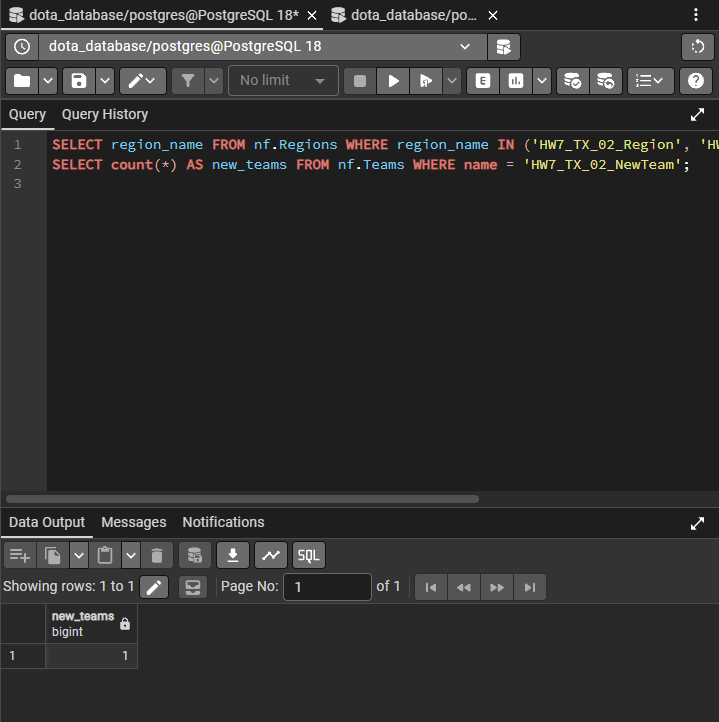 dota_database/postgres@PostgreSQL 18* dota_database/po...
dota_database/postgres@PostgreSQL 18
No limit
E
Query Query History
1 SELECT region_name FROM nf.Regions WHERE region_name IN ('HW7_TX_02_Region', 'HW
2 SELECT count(*) AS new_teams FROM nf.Teams WHERE name = 'HW7_TX_02_NewTeam';
3
Data Output Messages Notifications
SQL
Showing rows: 1 to 1 Page No: 1 of 1
new_teams
bigint
1 1